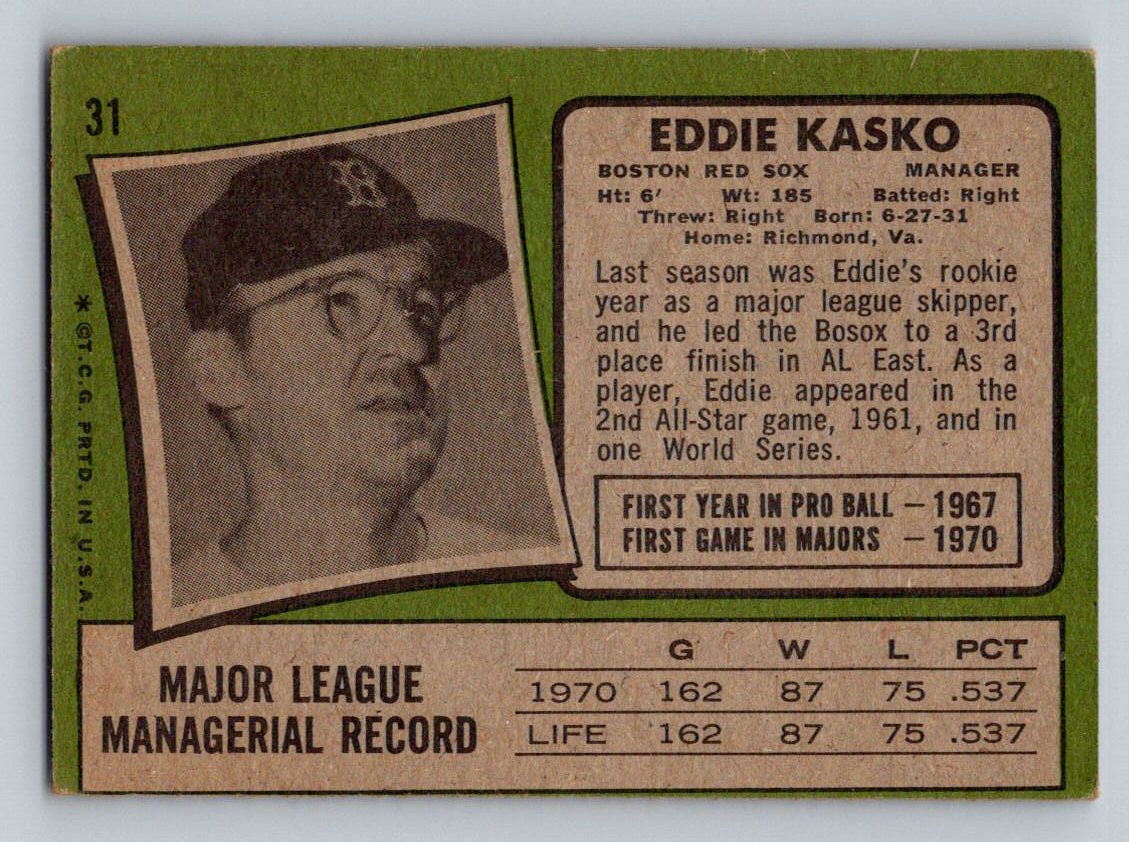 31
EDDIE KASKO
BOSTON RED SOX MANAGER
Ht: 6' Wt: 185 Batted: Right
Threw: Right Born: 6-27-31
Home: Richmond, Va.
Last season was Eddie's rookie
year as a major league skipper,
and he led the Bosox to a 3rd
place finish in AL East. As a
player, Eddie appeared in the
2nd All-Star game, 1961, and in
one World Series.
FIRST YEAR IN PRO BALL — 1967
FIRST GAME IN MAJORS — 1970
* ©T.C.G. PRTD. IN U.S.A.
B
MAJOR LEAGUE
MANAGERIAL RECORD
G W L PCT
1970 162 87 75 .537
LIFE 162 87 75 .537